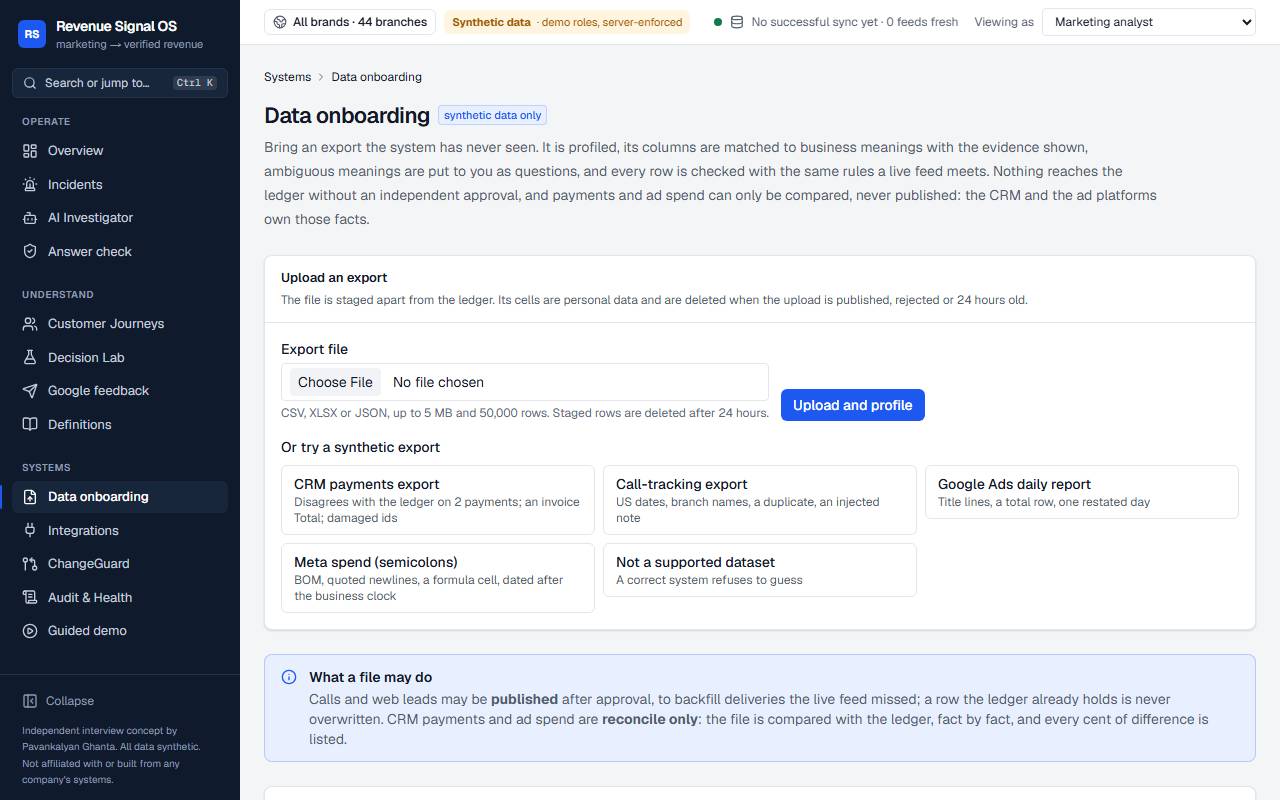 RS
Revenue Signal OS
marketing → verified revenue
Search or jump to...
Ctrl K
OPERATE
Overview
Incidents
AI Investigator
Answer check
UNDERSTAND
Customer Journeys
Decision Lab
Google feedback
Definitions
SYSTEMS
Data onboarding
Integrations
ChangeGuard
Audit & Health
Guided demo
Collapse
Independent interview concept by
Pavankalyan Ghanta. All data synthetic.
Not affiliated with or built from any
company's systems.
All brands · 44 branches
Synthetic data · demo roles, server-enforced
No successful sync yet · 0 feeds fresh
Viewing as
Marketing analyst
Systems > Data onboarding
Data onboarding
synthetic data only
Bring an export the system has never seen. It is profiled, its columns are matched to business meanings with the evidence shown,
ambiguous meanings are put to you as questions, and every row is checked with the same rules a live feed meets. Nothing reaches the
ledger without an independent approval, and payments and ad spend can only be compared, never published: the CRM and the ad platforms
own those facts.
Upload an export
The file is staged apart from the ledger. Its cells are personal data and are deleted when the upload is published, rejected or 24 hours old.
Export file
Choose File No file chosen
CSV, XLSX or JSON, up to 5 MB and 50,000 rows. Staged rows are deleted after 24 hours.
Upload and profile
Or try a synthetic export
CRM payments export
Disagrees with the ledger on 2 payments; an invoice
Total; damaged ids
Call-tracking export
US dates, branch names, a duplicate, an injected
note
Google Ads daily report
Title lines, a total row, one restated day
Meta spend (semicolons)
BOM, quoted newlines, a formula cell, dated after
the business clock
Not a supported dataset
A correct system refuses to guess
What a file may do
Calls and web leads may be published after approval, to backfill deliveries the live feed missed; a row the ledger already holds is never
overwritten. CRM payments and ad spend are reconcile only: the file is compared with the ledger, fact by fact, and every cent of difference is
listed.